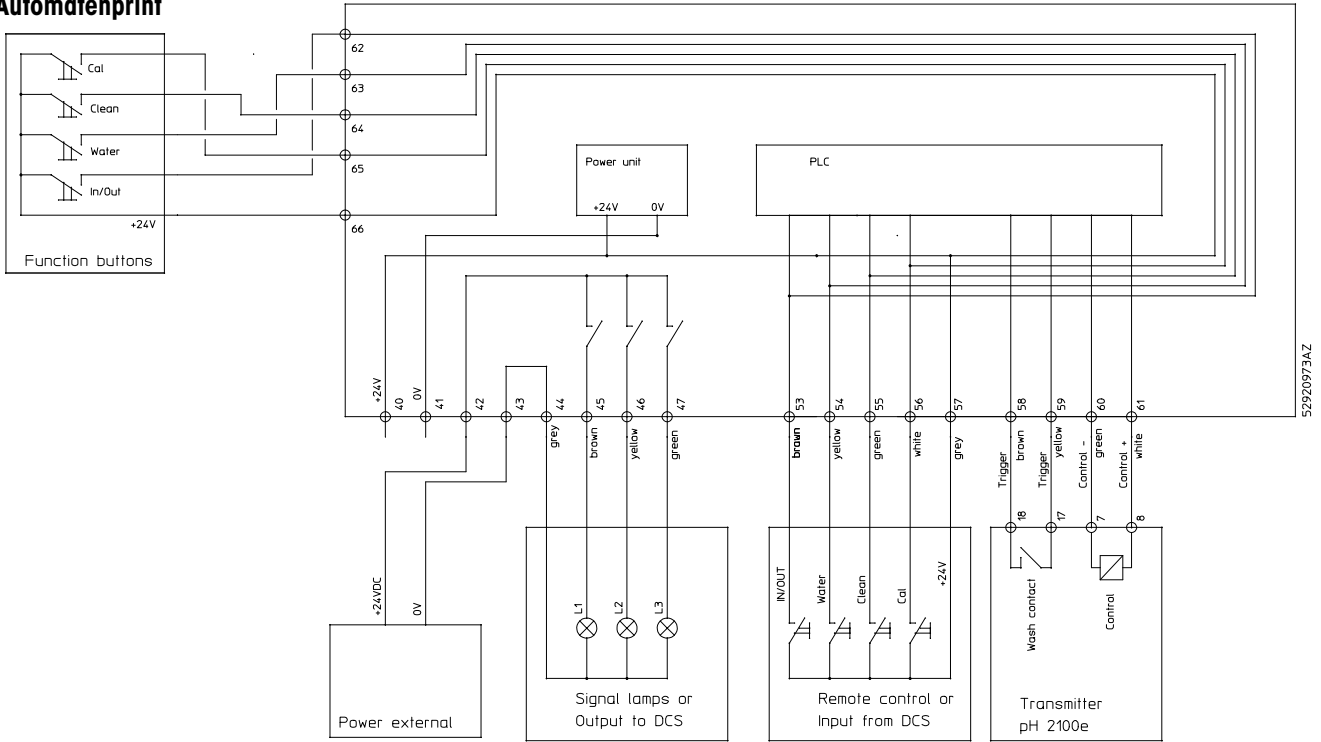 Automatenprint
Cal
Clean
Water
In/Out
+24V
Function buttons
62
63
64
65
66
Power unit
+24V
0V
PLC
+24V
40
0V
41
42
43
44
45
46
47
grey
brown
yellow
green
53
54
55
56
57
58
59
60
61
brown
yellow
green
white
grey
Trigger
brown
Trigger
yellow
Control -
green
Control +
white
52920973AZ
+24VDC
0V
Power external
L1
L2
L3
Signal lamps or
Output to DCS
IN/OUT
Water
Clean
Cal
+24V
Remote control or
Input from DCS
18
17
7
8
Wash contact
Control
Transmitter
pH 2100e